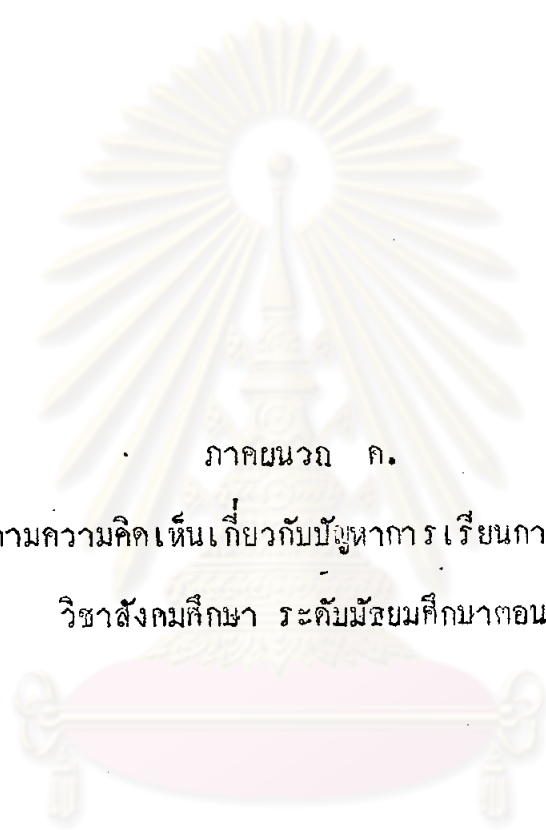 ภาคผนวก ค.
ถามความคิดเห็นเกี่ยวกับปัญหาการเรียนกา
วิชาสังคมศึกษา ระดับมัธยมศึกษาตอน